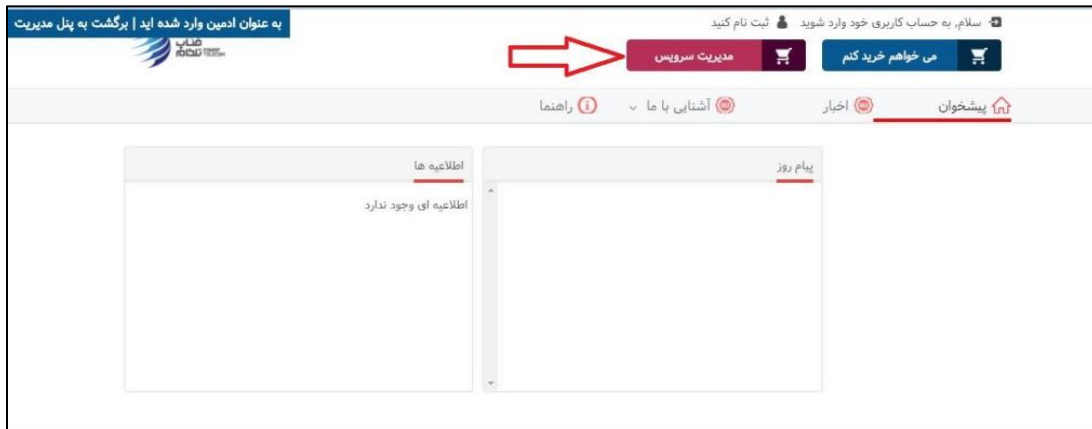 به عنوان ادمین وارد شده اید | برگشت به پنل مدیریت
سلام, به حساب کاربری خود وارد شوید
ثبت نام کنید
می خواهم خرید کنم
مدیریت سرویس
پیشخوان
اخبار
آشنایی با ما
راهنما
پیام روز
اطلاعیه ها
اطلاعیه ای وجود ندارد